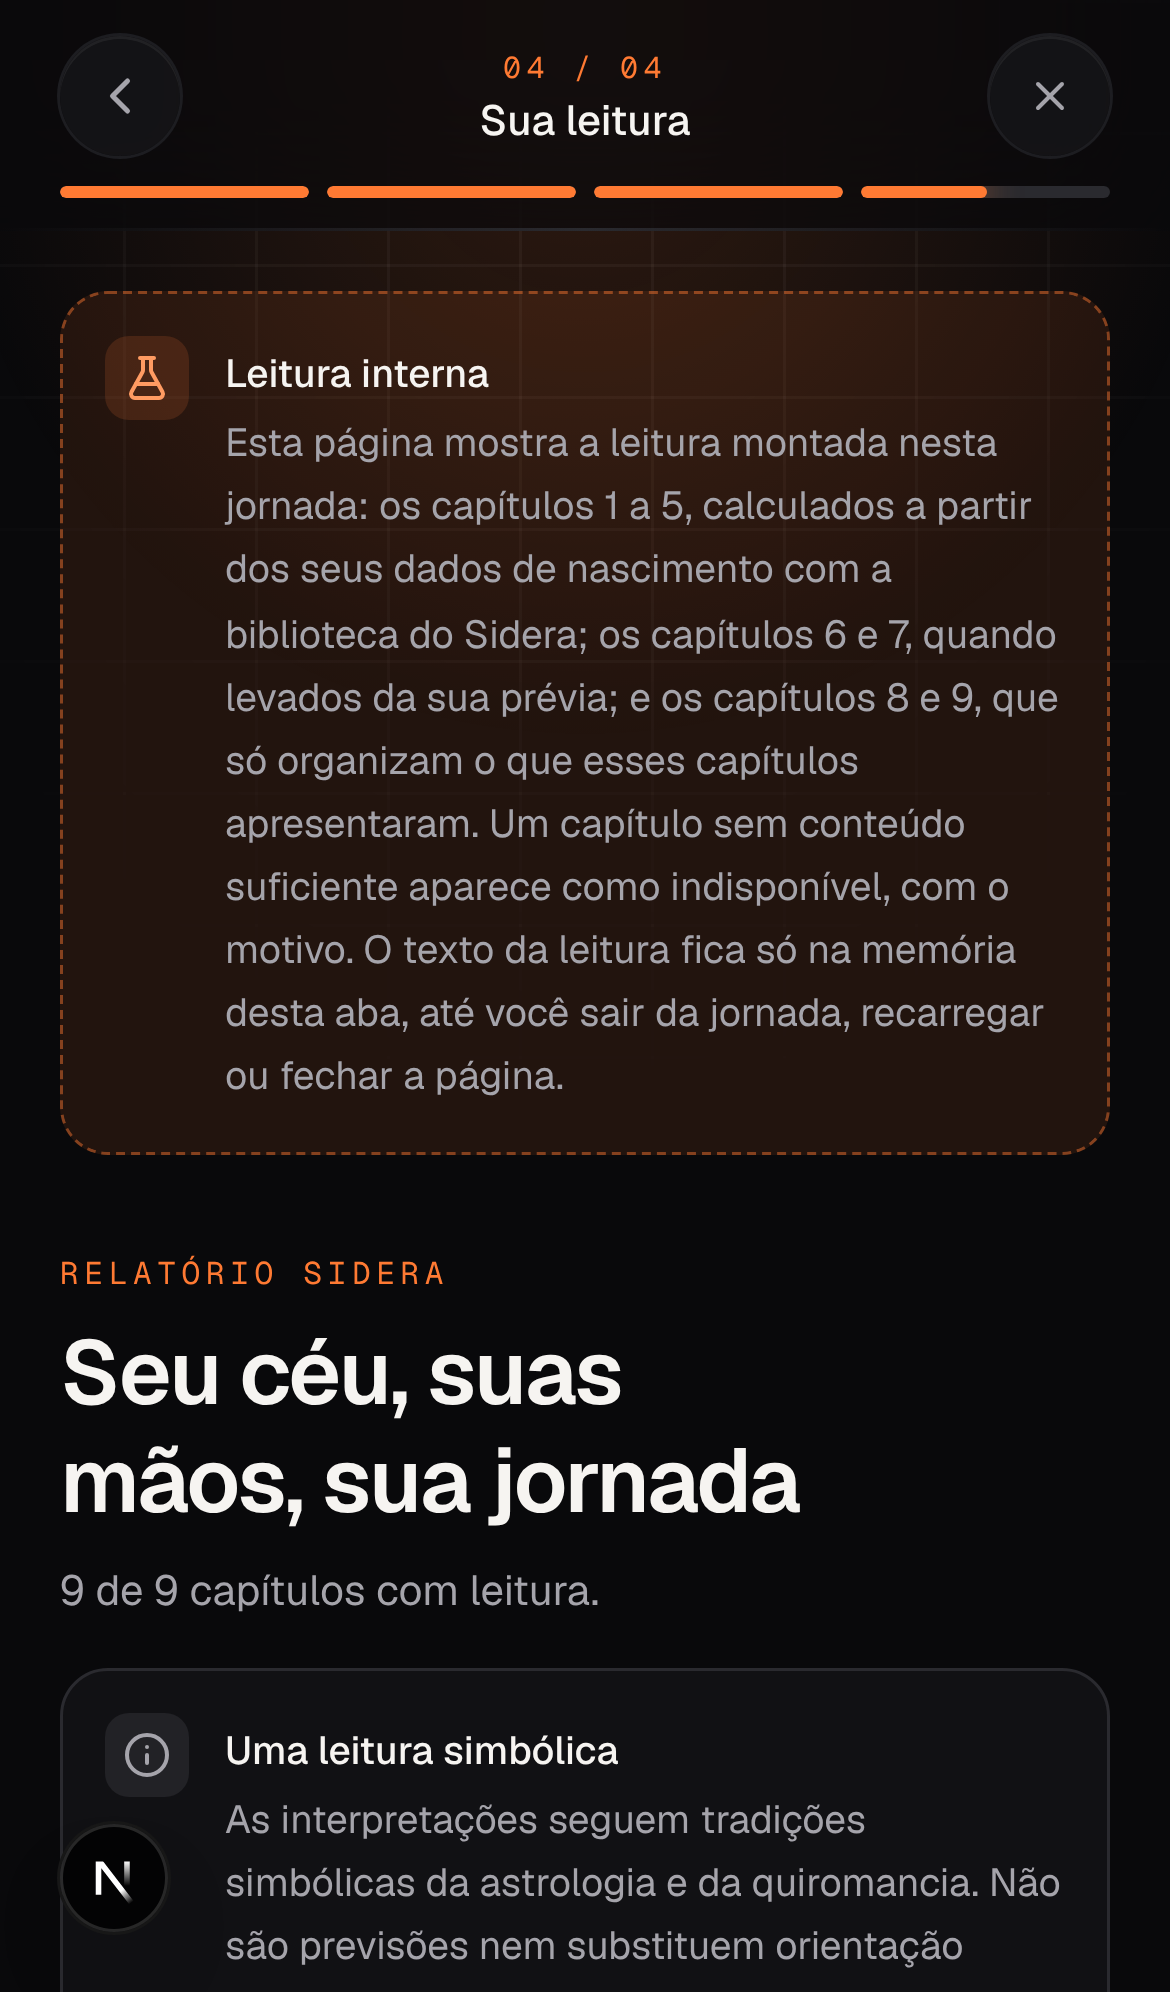 04 / 04
Sua leitura
Leitura interna
Esta página mostra a leitura montada nesta
jornada: os capítulos 1 a 5, calculados a partir
dos seus dados de nascimento com a
biblioteca do Sidera; os capítulos 6 e 7, quando
levados da sua prévia; e os capítulos 8 e 9, que
só organizam o que esses capítulos
apresentaram. Um capítulo sem conteúdo
suficiente aparece como indisponível, com o
motivo. O texto da leitura fica só na memória
desta aba, até você sair da jornada, recarregar
ou fechar a página.
RELATÓRIO SIDERA
Seu céu, suas
mãos, sua jornada
9 de 9 capítulos com leitura.
Uma leitura simbólica
As interpretações seguem tradições
simbólicas da astrologia e da quiromancia. Não
são previsões nem substituem orientação
N